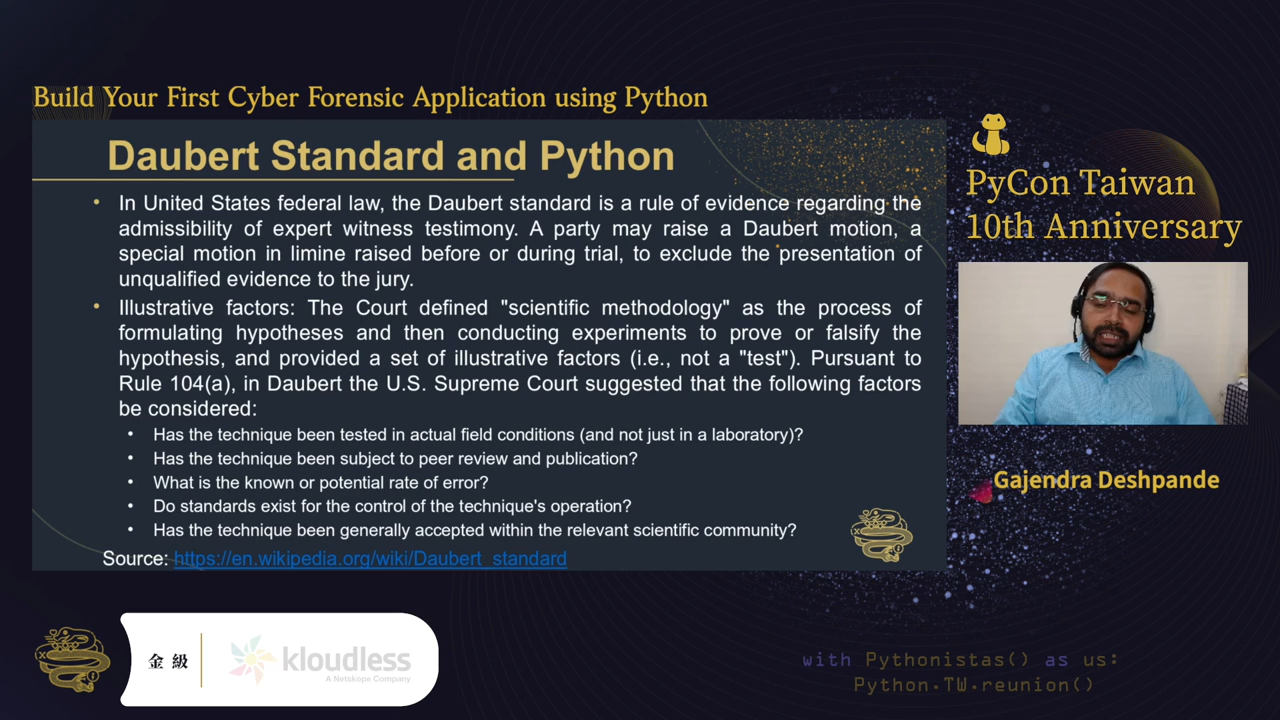 Build Your First Cyber Forensic Application using Python
Daubert Standard and Python
• In United States federal law, the Daubert standard is a rule of evidence regarding the
admissibility of expert witness testimony. A party may raise a Daubert motion, a
special motion in limine raised before or during trial, to exclude the presentation of
unqualified evidence to the jury.
• Illustrative factors: The Court defined "scientific methodology" as the process of
formulating hypotheses and then conducting experiments to prove or falsify the
hypothesis, and provided a set of illustrative factors (i.e., not a "test"). Pursuant to
Rule 104(a), in Daubert the U.S. Supreme Court suggested that the following factors
be considered:
• Has the technique been tested in actual field conditions (and not just in a laboratory)?
• Has the technique been subject to peer review and publication?
• What is the known or potential rate of error?
• Do standards exist for the control of the technique's operation?
• Has the technique been generally accepted within the relevant scientific community?
Source: https://en.wikipedia.org/wiki/Daubert_standard
PyCon Taiwan
10th Anniversary
Gajendra Deshpande
金級
kloudless
A Netskope Company
with Pythonistas() as us:
Python.TW.reunion()